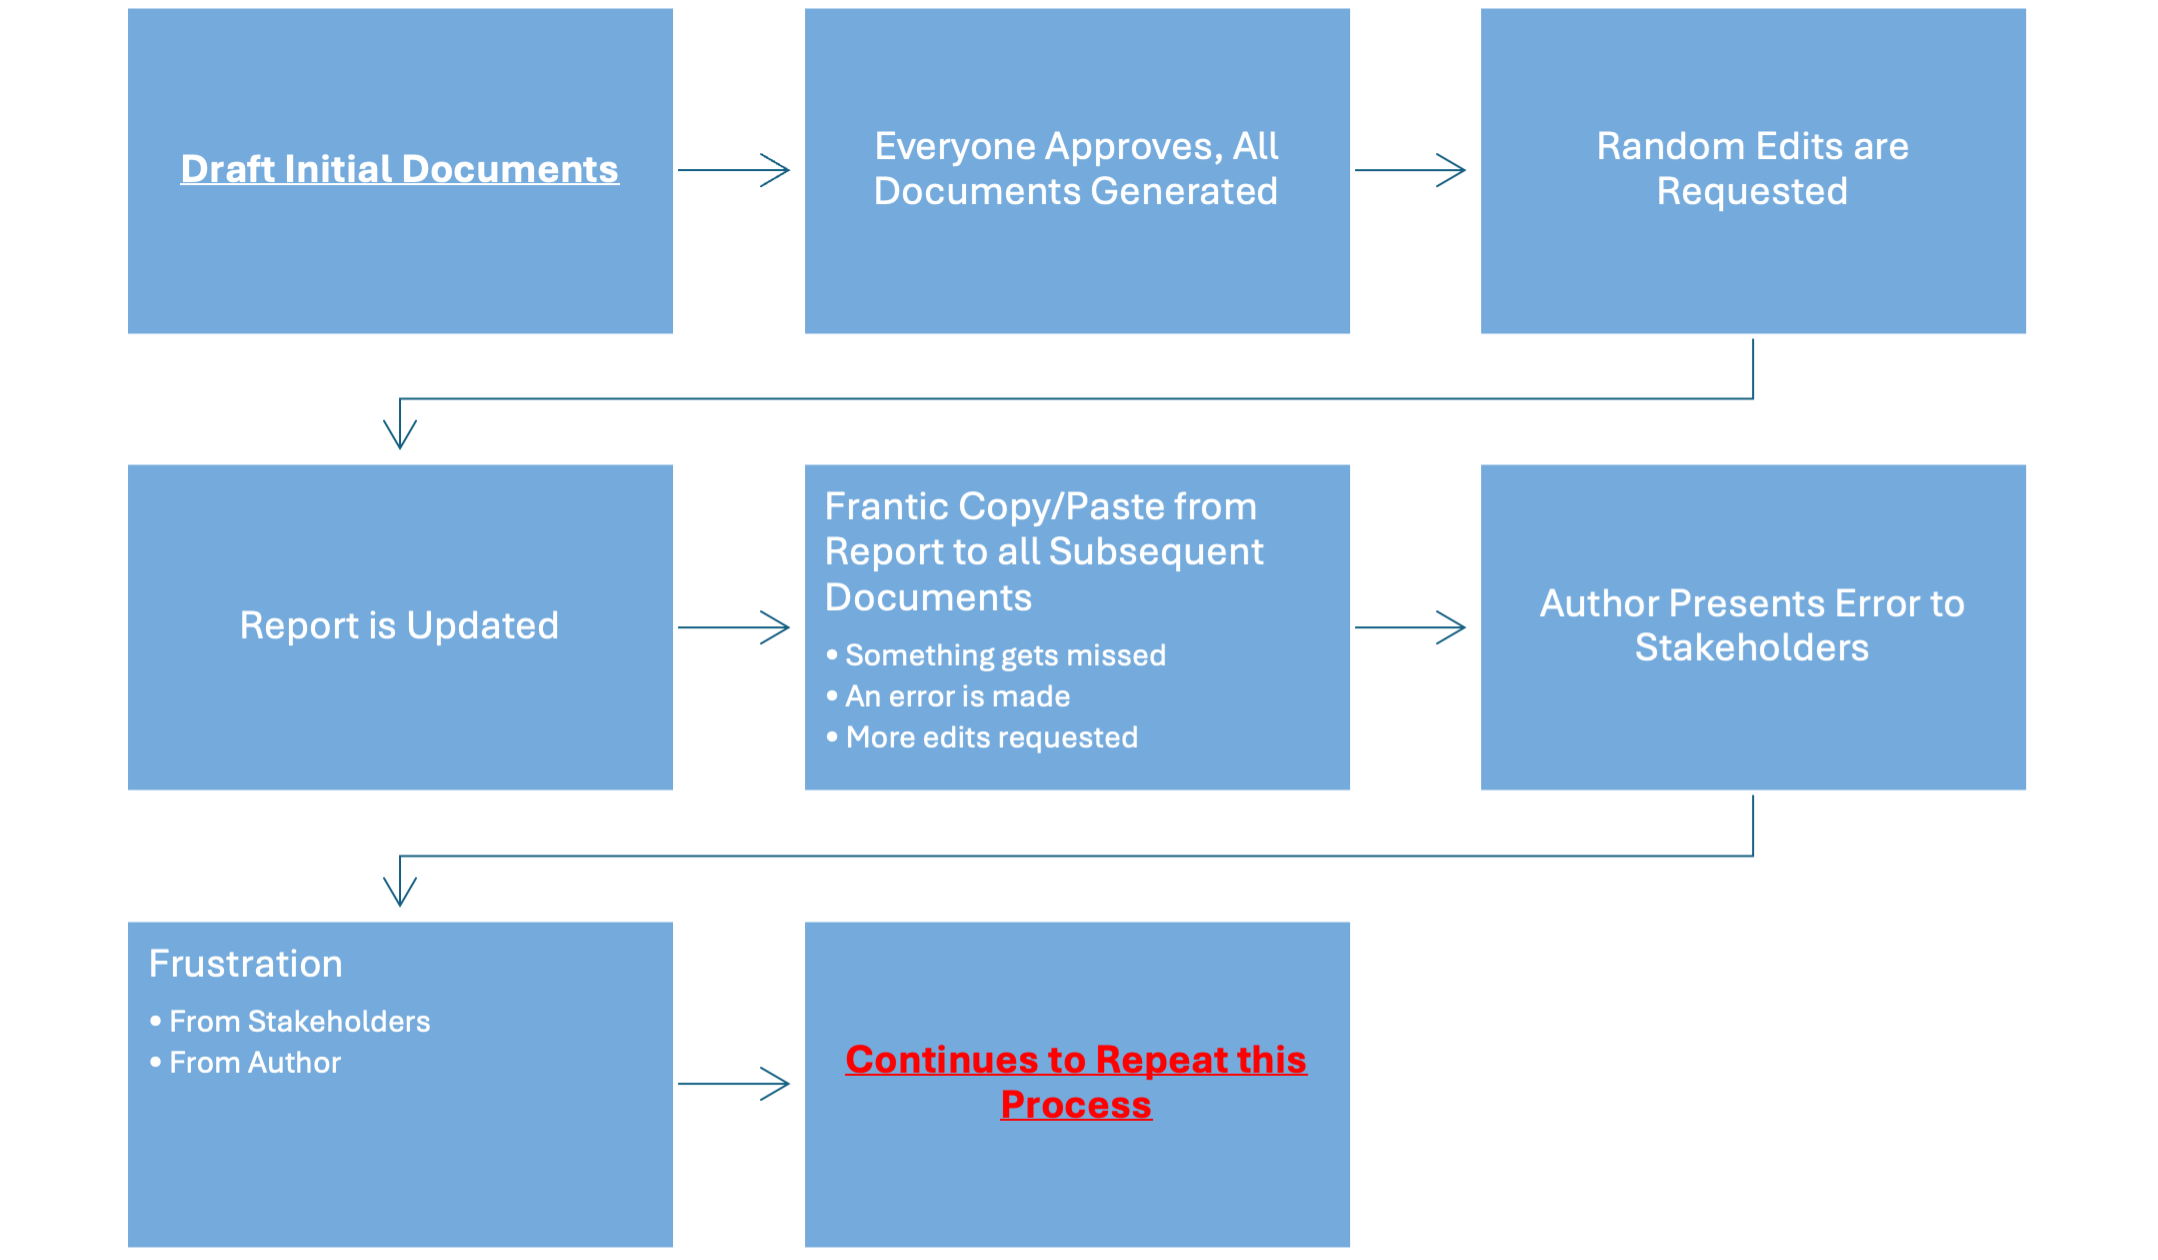 Draft Initial Documents
Everyone Approves, All
Documents Generated
Random Edits are
Requested
Report is Updated
Frantic Copy/Paste from
Report to all Subsequent
Documents
• Something gets missed
• An error is made
• More edits requested
Author Presents Error to
Stakeholders
Frustration
• From Stakeholders
• From Author
Continues to Repeat this
Process